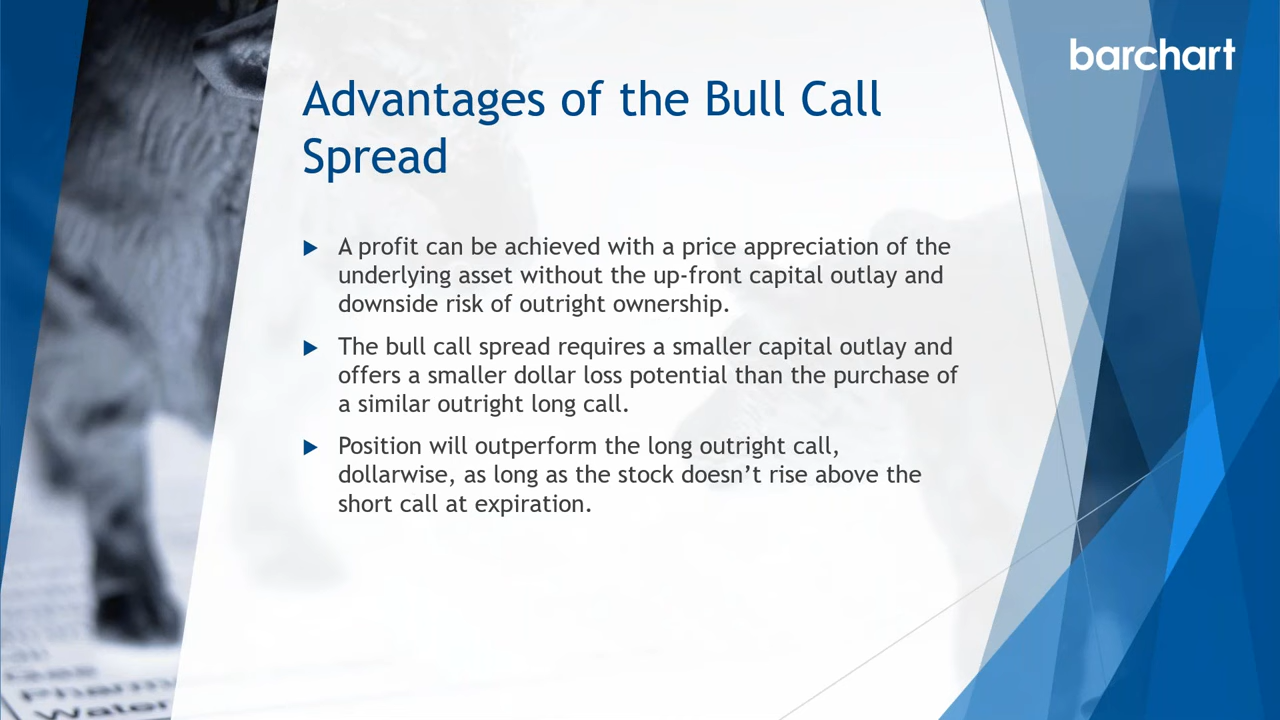 barchart
Advantages of the Bull Call
Spread
A profit can be achieved with a price appreciation of the
underlying asset without the up-front capital outlay and
downside risk of outright ownership.
The bull call spread requires a smaller capital outlay and
offers a smaller dollar loss potential than the purchase of
a similar outright long call.
Position will outperform the long outright call,
dollarwise, as long as the stock doesn’t rise above the
short call at expiration.